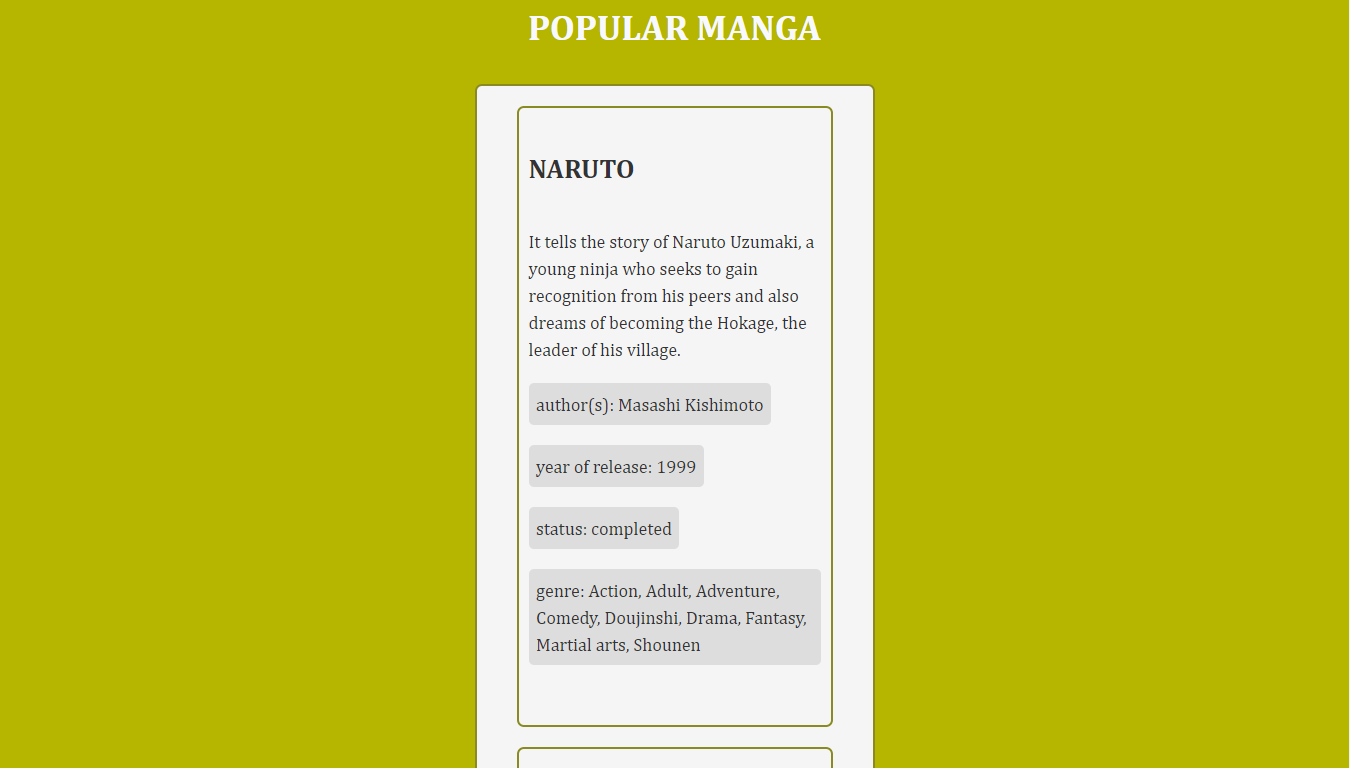 POPULAR MANGA
NARUTO
It tells the story of Naruto Uzumaki, a
young ninja who seeks to gain
recognition from his peers and also
dreams of becoming the Hokage, the
leader of his village.
author(s): Masashi Kishimoto
year of release: 1999
status: completed
genre: Action, Adult, Adventure,
Comedy, Doujinshi, Drama, Fantasy,
Martial arts, Shounen